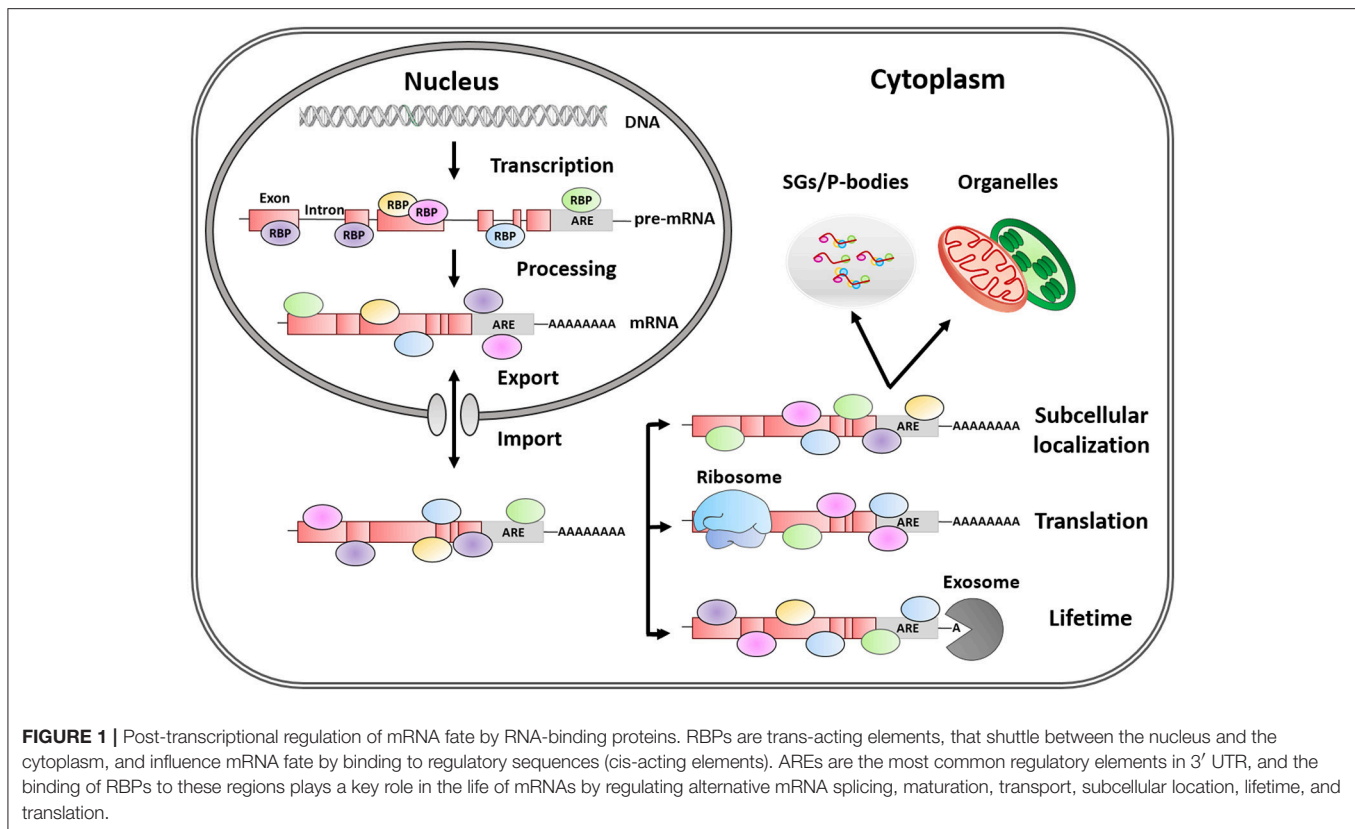 Nucleus
Cytoplasm
DNA
Transcription
SGs/P-bodies
Organelles
Exon
Intron
RBP
RBP
RBP
RBP
RBP
RBP
ARE
pre-mRNA
Processing
ARE
AAAAAAAA
mRNA
Export
Import
ARE
AAAAAAAA
Subcellular
localization
Ribosome
ARE
AAAAAAAA
Translation
Exosome
ARE
AAAAAAAA
ARE
A
Lifetime
FIGURE 1 | Post-transcriptional regulation of mRNA fate by RNA-binding proteins. RBPs are trans-acting elements, that shuttle between the nucleus and the
cytoplasm, and influence mRNA fate by binding to regulatory sequences (cis-acting elements). AREs are the most common regulatory elements in 3′ UTR, and the
binding of RBPs to these regions plays a key role in the life of mRNAs by regulating alternative mRNA splicing, maturation, transport, subcellular location, lifetime, and
translation.